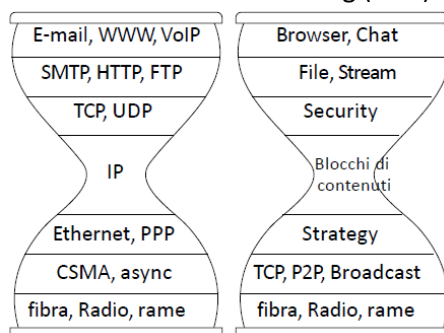 E-mail, WWW, VoIP
SMTP, HTTP, FTP
TCP, UDP
IP
Ethernet, PPP
CSMA, async
fibra, Radio, rame
Browser, Chat
File, Stream
Security
Blocchi di
contenuti
Strategy
TCP, P2P, Broadcast
fibra, Radio, rame